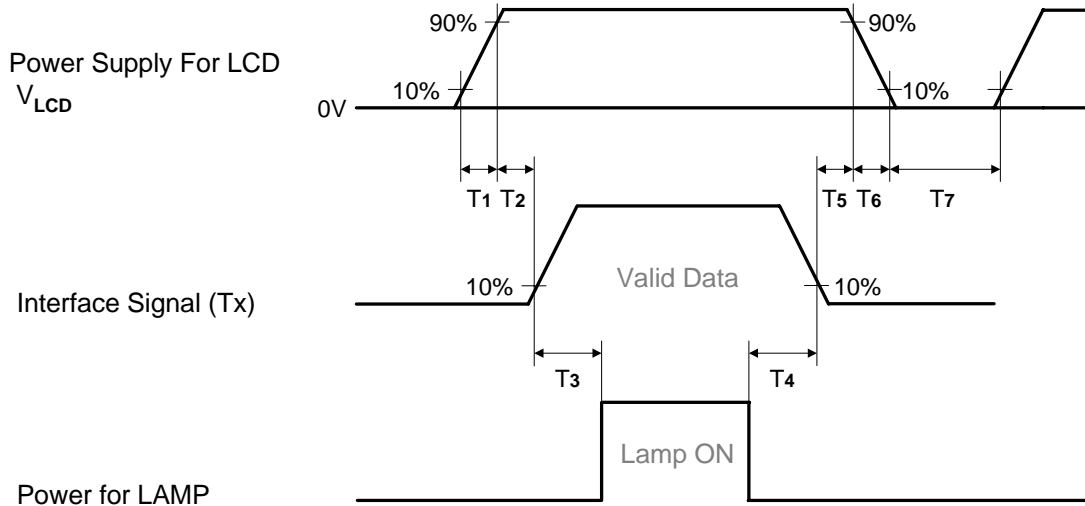 90%
90%
Power Supply For LCD
VLCD
10%
10%
0V
T1 T2
T5 T6
T7
Valid Data
10%
10%
Interface Signal (Tx)
T3
T4
Lamp ON
Power for LAMP